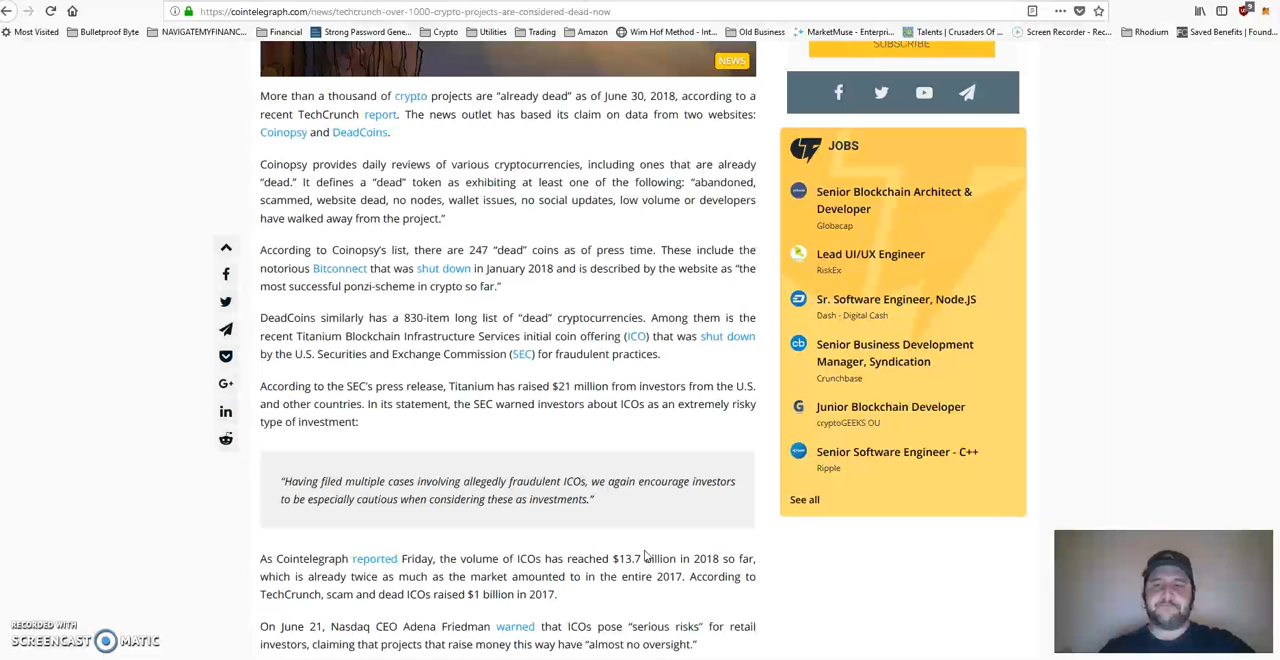 https://cointelegraph.com/news/techcrunch-over-1000-crypto-projects-are-considered-dead-now
9
Most Visited Bulletproof Byte NAVIGATEMYFINANC... Financial Strong Password Gene... Crypto Utilities Trading Amazon Wim Hof Method - Int... Old Business MarketMuse - Enterpri... Talents | Crusaders Of ... Screen Recorder - Rec... Rhodium Saved Benefits | Found...
NEWS
More than a thousand of crypto projects are “already dead” as of June 30, 2018, according to a
recent TechCrunch report. The news outlet has based its claim on data from two websites:
Coinopsy and DeadCoins.
Coinopsy provides daily reviews of various cryptocurrencies, including ones that are already
“dead.” It defines a “dead” token as exhibiting at least one of the following: “abandoned,
scammed, website dead, no nodes, wallet issues, no social updates, low volume or developers
have walked away from the project.”
According to Coinopsy’s list, there are 247 “dead” coins as of press time. These include the
notorious Bitconnect that was shut down in January 2018 and is described by the website as “the
most successful ponzi-scheme in crypto so far.”
DeadCoins similarly has a 830-item long list of “dead” cryptocurrencies. Among them is the
recent Titanium Blockchain Infrastructure Services initial coin offering (ICO) that was shut down
by the U.S. Securities and Exchange Commission (SEC) for fraudulent practices.
According to the SEC’s press release, Titanium has raised $21 million from investors from the U.S.
and other countries. In its statement, the SEC warned investors about ICOs as an extremely risky
type of investment:
“Having filed multiple cases involving allegedly fraudulent ICOs, we again encourage investors
to be especially cautious when considering these as investments.”
As Cointelegraph reported Friday, the volume of ICOs has reached $13.7 billion in 2018 so far,
which is already twice as much as the market amounted to in the entire 2017. According to
TechCrunch, scam and dead ICOs raised $1 billion in 2017.
On June 21, Nasdaq CEO Adena Friedman warned that ICOs pose “serious risks” for retail
investors, claiming that projects that raise money this way have “almost no oversight.”
SUBSCRIBE
JOBS
Senior Blockchain Architect &
Developer
Globacap
Lead UI/UX Engineer
RiskEx
Sr. Software Engineer, Node.JS
Dash - Digital Cash
Senior Business Development
Manager, Syndication
Crunchbase
Junior Blockchain Developer
cryptoGEEKS OU
Senior Software Engineer - C++
Ripple
See all
RECORDED WITH
SCREENCAST MATIC